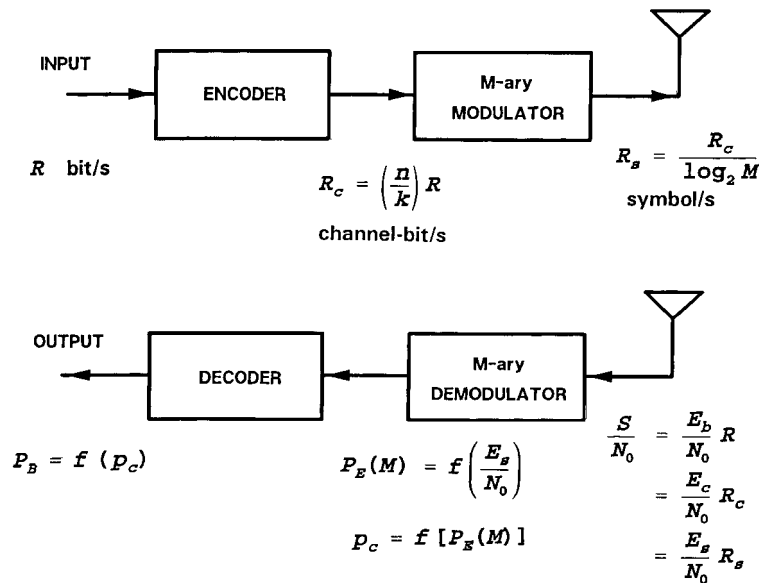 INPUT
ENCODER
M-ary
MODULATOR
R bit/s
R_c = (n/k) R
channel-bit/s
R_s = R_c / log_2 M
symbol/s
OUTPUT
DECODER
M-ary
DEMODULATOR
P_B = f (p_c)
P_E(M) = f(E_s/N_0)
p_c = f [P_E(M)]
S/N_0 = E_b/N_0 R
= E_c/N_0 R_c
= E_s/N_0 R_s